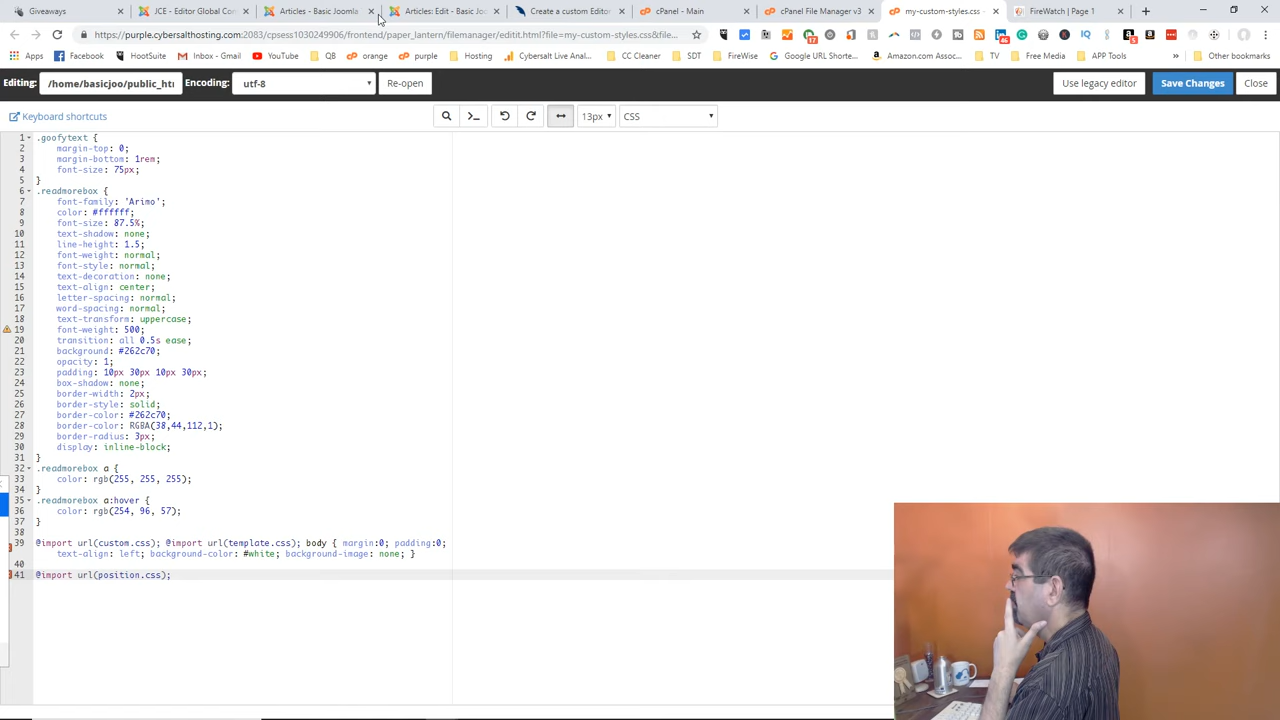 Giveaways
JCE - Editor Global Co
Articles - Basic Joomla
Articles: Edit - Basic Joo
Create a custom Editor
cPanel - Main
cPanel File Manager v3
my-custom-styles.css
FireWatch | Page 1
https://purple.cybersalthosting.com:2083/cpsess1030249906/frontend/paper_lantern/filemanager/editit.html?file=my-custom-styles.css&file...
Apps
Facebook
HootSuite
Inbox - Gmail
YouTube
QB
orange
purple
Hosting
Cybersalt Live Anal...
CC Cleaner
SDT
FireWise
Amazon.com Assoc...
TV
Free Media
APP Tools
Other bookmarks
Editing:
/home/basicjoo/public_ht
Encoding:
utf-8
Re-open
Use legacy editor
Save Changes
Close
Keyboard shortcuts
13px
CSS
1 .goofytext {
2 margin-top: 0;
3 margin-bottom: 1rem;
4 font-size: 75px;
5 }
6 .readmorebox {
7 font-family: 'Arimo';
8 color: #ffffff;
9 font-size: 87.5%;
10 text-shadow: none;
11 line-height: 1.5;
12 font-weight: normal;
13 font-style: normal;
14 text-decoration: none;
15 text-align: center;
16 letter-spacing: normal;
17 word-spacing: normal;
18 text-transform: uppercase;
19 font-weight: 500;
20 transition: all 0.5s ease;
21 background: #262c70;
22 opacity: 1;
23 padding: 10px 30px 10px 30px;
24 box-shadow: none;
25 border-width: 2px;
26 border-style: solid;
27 border-color: #262c70;
28 border-color: RGBA(38,44,112,1);
29 border-radius: 3px;
30 display: inline-block;
31 }
32 .readmorebox a {
33 color: rgb(255, 255, 255);
34 }
35 .readmorebox a:hover {
36 color: rgb(254, 96, 57);
37 }
38
39 @import url(custom.css); @import url(template.css); body { margin:0; padding:0;
text-align: left; background-color: #white; background-image: none; }
40
41 @import url(position.css);